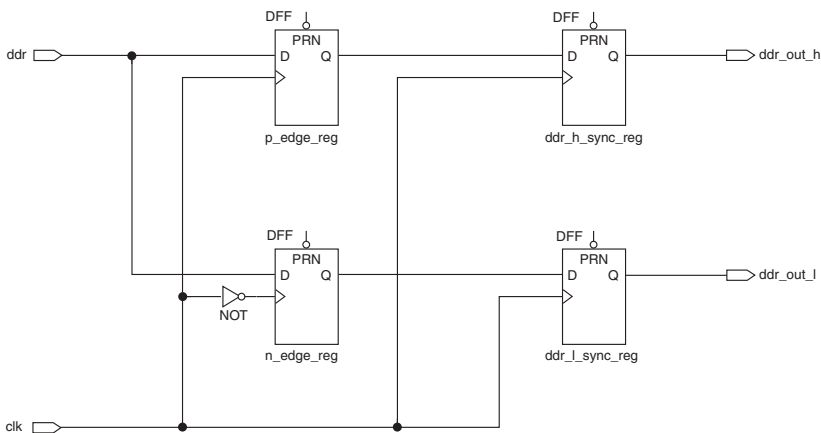 DFF DFF
PRN PRN
ddr D Q D Q ddr_out_h
p_edge_reg ddr_h_sync_reg
DFF DFF
PRN PRN
D Q D Q ddr_out_l
NOT
n_edge_reg ddr_l_sync_reg
clk